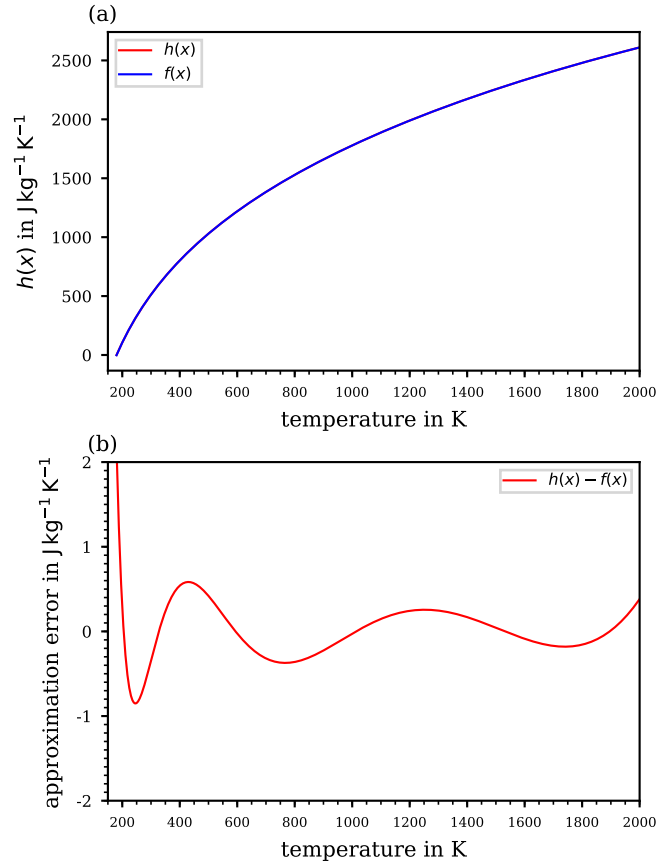 (a)
h(x)
f(x)
2500
2000
1500
1000
500
0
h(x) in J kg⁻¹ K⁻¹
200 400 600 800 1000 1200 1400 1600 1800 2000
temperature in K
(b)
h(x) − f(x)
2
1
0
-1
-2
approximation error in J kg⁻¹ K⁻¹
200 400 600 800 1000 1200 1400 1600 1800 2000
temperature in K